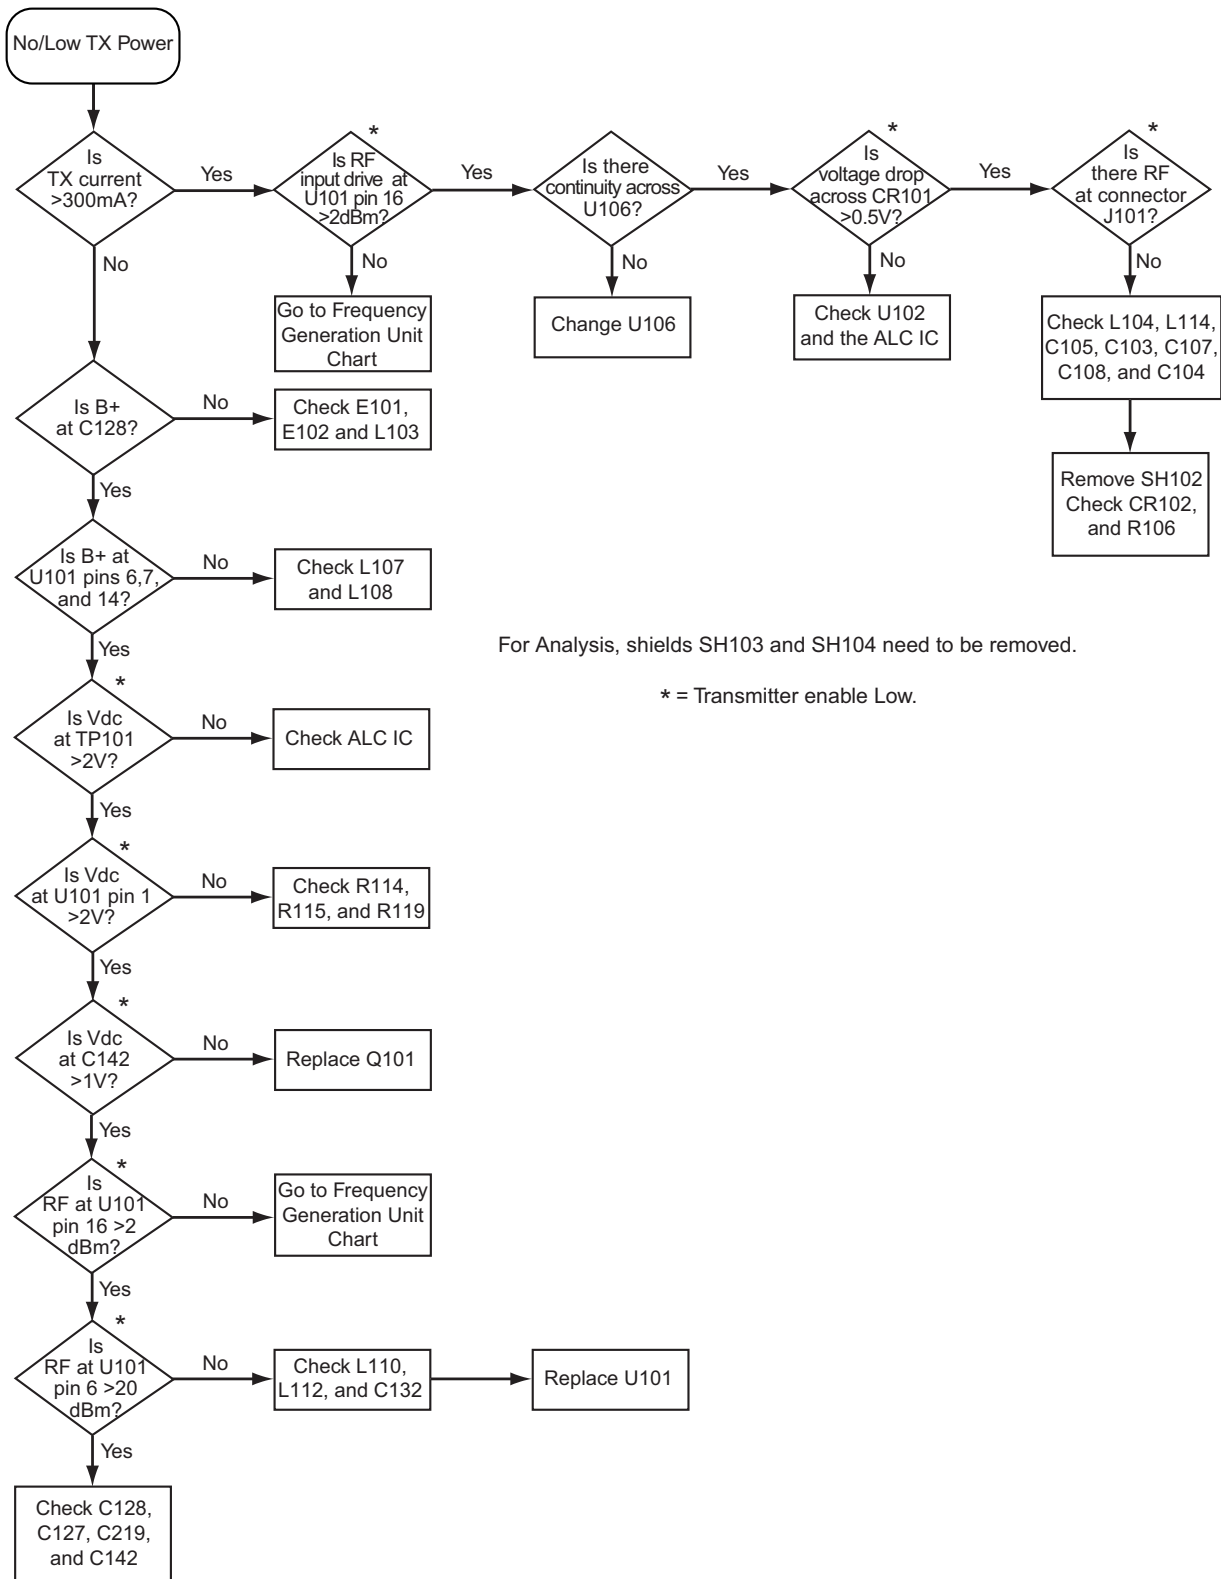 No/Low TX Power
Is
TX current
>300mA?
Yes
No
*
Is RF
input drive at
U101 pin 16
>2dBm?
Yes
No
Go to Frequency
Generation Unit
Chart
Is there
continuity across
U106?
Yes
No
Change U106
*
Is
voltage drop
across CR101
>0.5V?
Yes
No
Check U102
and the ALC IC
*
Is
there RF
at connector
J101?
No
Check L104, L114,
C105, C103, C107,
C108, and C104
Remove SH102
Check CR102,
and R106
Is B+
at C128?
No
Check E101,
E102 and L103
Yes
Is B+ at
U101 pins 6,7,
and 14?
No
Check L107
and L108
Yes
For Analysis, shields SH103 and SH104 need to be removed.
* = Transmitter enable Low.
*
Is Vdc
at TP101
>2V?
No
Check ALC IC
Yes
*
Is Vdc
at U101 pin 1
>2V?
No
Check R114,
R115, and R119
Yes
*
Is Vdc
at C142
>1V?
No
Replace Q101
Yes
*
Is
RF at U101
pin 16 >2
dBm?
No
Go to Frequency
Generation Unit
Chart
Yes
*
Is
RF at U101
pin 6 >20
dBm?
No
Check L110,
L112, and C132
Replace U101
Yes
Check C128,
C127, C219,
and C142